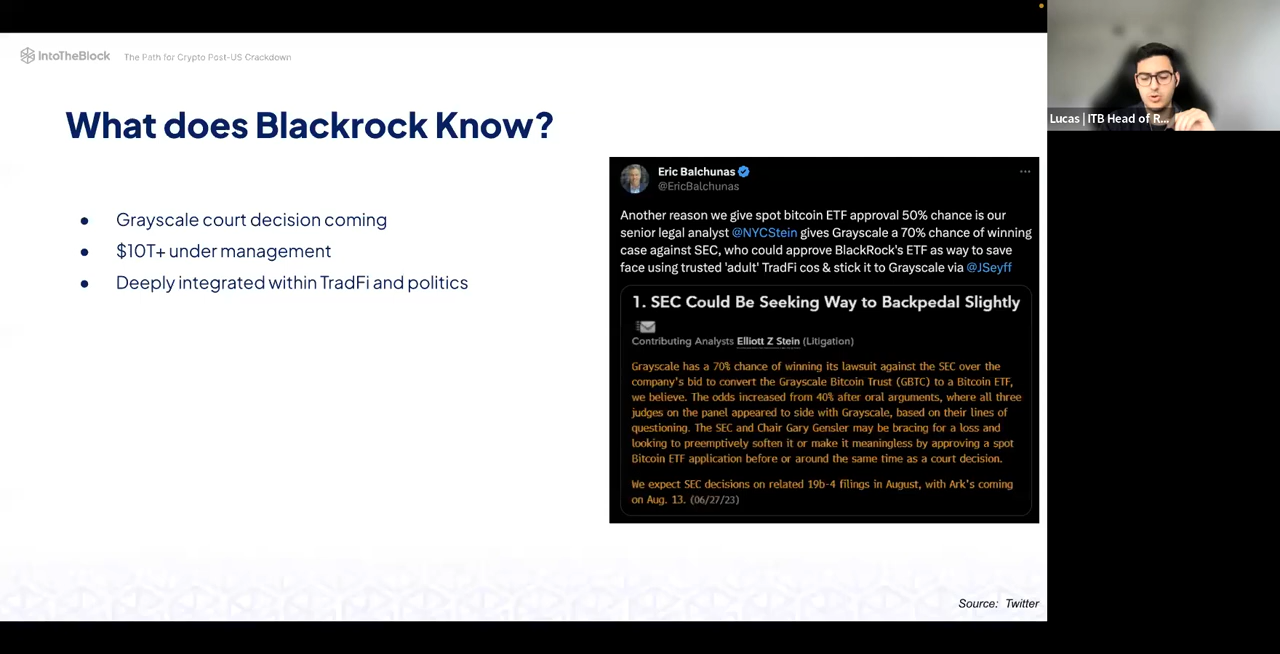 IntoTheBlock The Path for Crypto Post-US Crackdown
What does Blackrock Know?
● Grayscale court decision coming
● $10T+ under management
● Deeply integrated within TradFi and politics
Eric Balchunas
@EricBalchunas
Another reason we give spot bitcoin ETF approval 50% chance is our
senior legal analyst @NYCStein gives Grayscale a 70% chance of winning
case against SEC, who could approve BlackRock's ETF as way to save
face using trusted 'adult' TradFi cos & stick it to Grayscale via @JSeyff
1. SEC Could Be Seeking Way to Backpedal Slightly
Contributing Analysts Elliott Z Stein (Litigation)
Grayscale has a 70% chance of winning its lawsuit against the SEC over the
company's bid to convert the Grayscale Bitcoin Trust (GBTC) to a Bitcoin ETF,
we believe. The odds increased from 40% after oral arguments, where all three
judges on the panel appeared to side with Grayscale, based on their lines of
questioning. The SEC and Chair Gary Gensler may be bracing for a loss and
looking to preemptively soften it or make it meaningless by approving a spot
Bitcoin ETF application before or around the same time as a court decision.
We expect SEC decisions on related 19b-4 filings in August, with Ark's coming
on Aug. 13. (06/27/23)
Source: Twitter
Lucas | ITB Head of R...